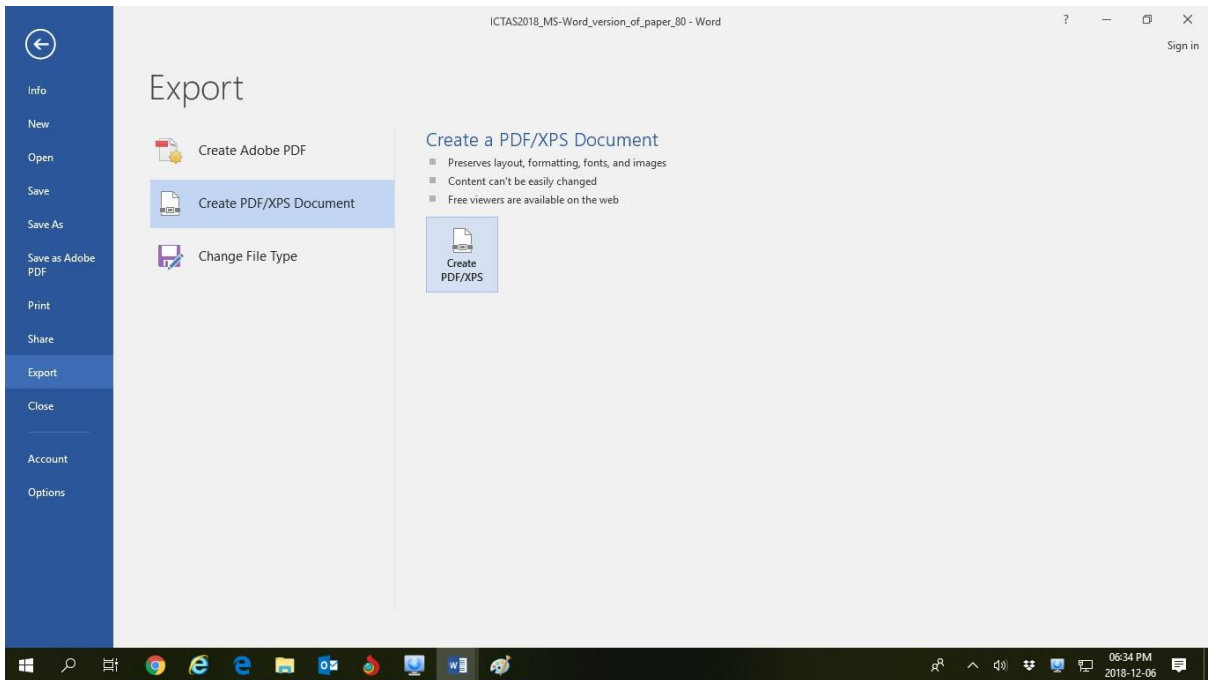 ICTAS2018_MS-Word_version_of_paper_80 - Word
?
Sign in
Info
New
Open
Save
Save As
Save as Adobe
PDF
Print
Share
Export
Close
Account
Options
Export
Create Adobe PDF
Create PDF/XPS Document
Change File Type
Create a PDF/XPS Document
Preserves layout, formatting, fonts, and images
Content can't be easily changed
Free viewers are available on the web
Create
PDF/XPS
06:34 PM
2018-12-06